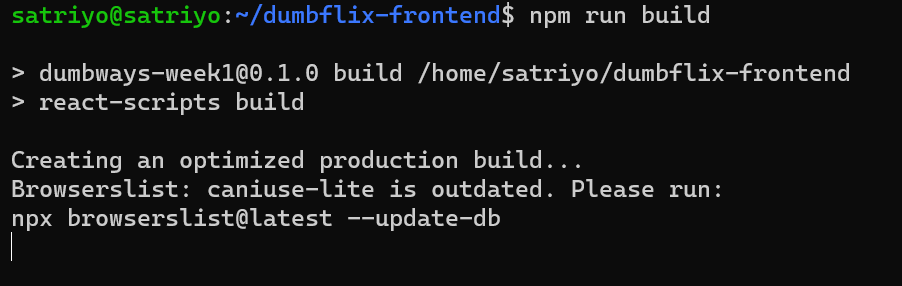 satriyo@satriyo:~/dumbflix-frontend$ npm run build
> dumbways-week1@0.1.0 build /home/satriyo/dumbflix-frontend
> react-scripts build
Creating an optimized production build...
Browserslist: caniuse-lite is outdated. Please run:
npx browserslist@latest --update-db